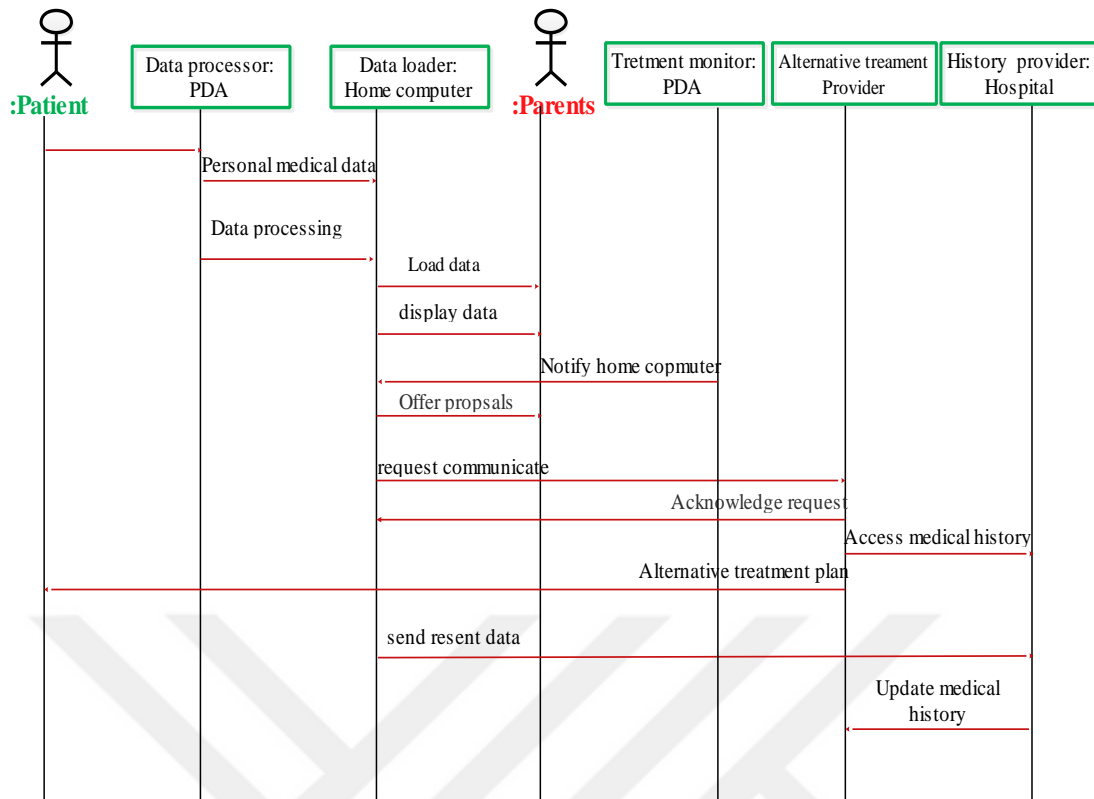 Data processor:
PDA
Data loader:
Home computer
Tretment monitor:
PDA
Alternative treament
Provider
History provider:
Hospital
:Patient
:Parents
Personal medical data
Data processing
Load data
display data
Notify home copmuter
Offer propsals
request communicate
Acknowledge request
Access medical history
Alternative treatment plan
send resent data
Update medical
history